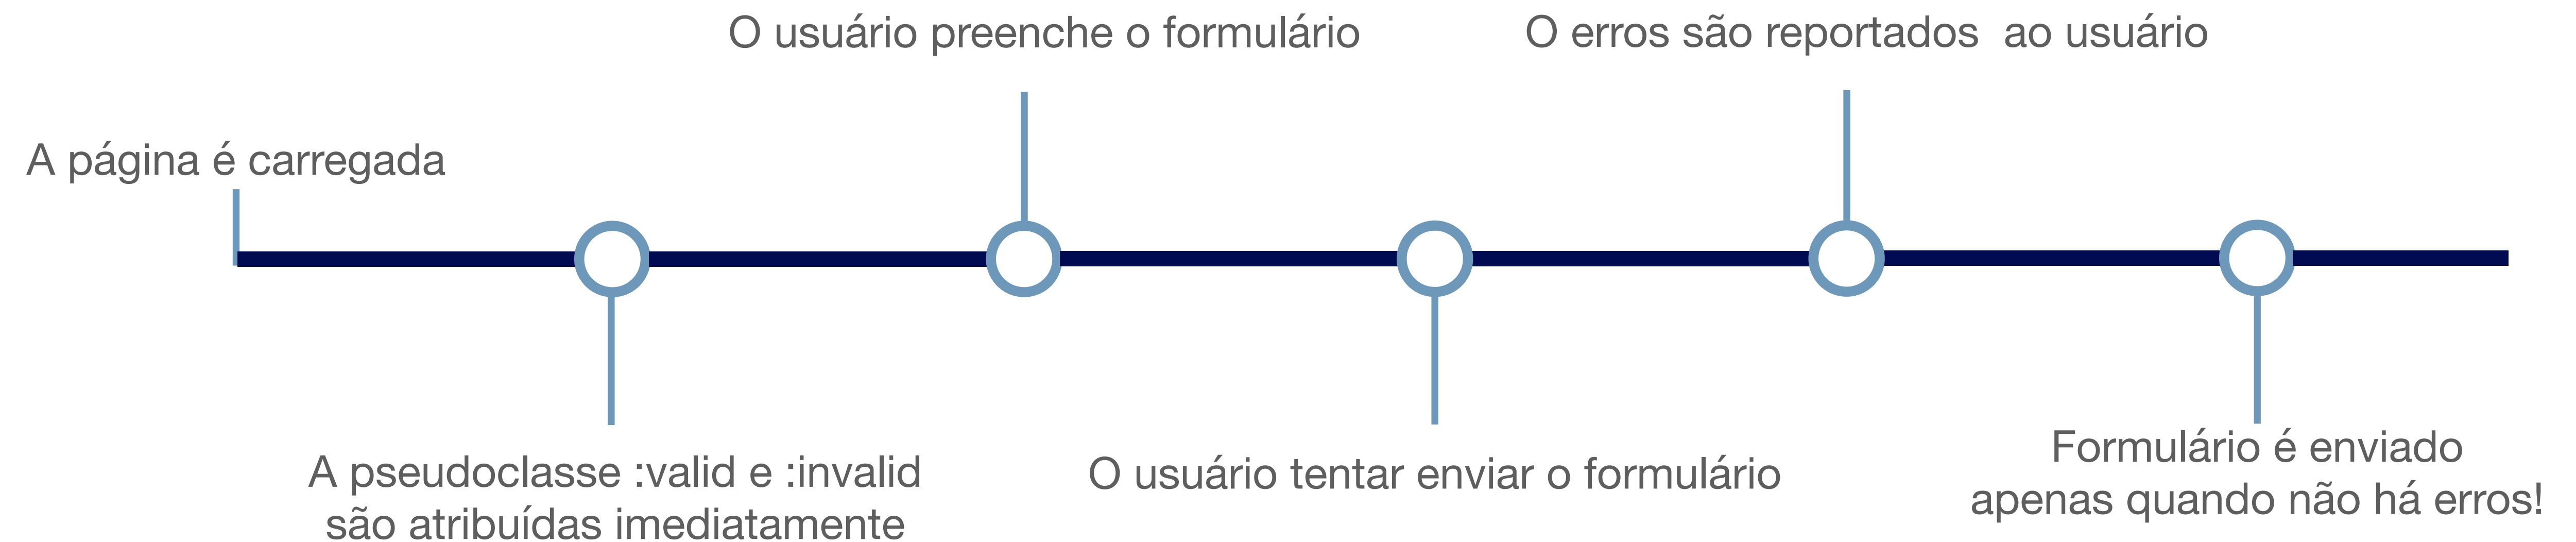 A página é carregada
A pseudoclasse :valid e :invalid
são atribuídas imediatamente
O usuário preenche o formulário
O usuário tentar enviar o formulário
O erros são reportados  ao usuário
Formulário é enviado
apenas quando não há erros!